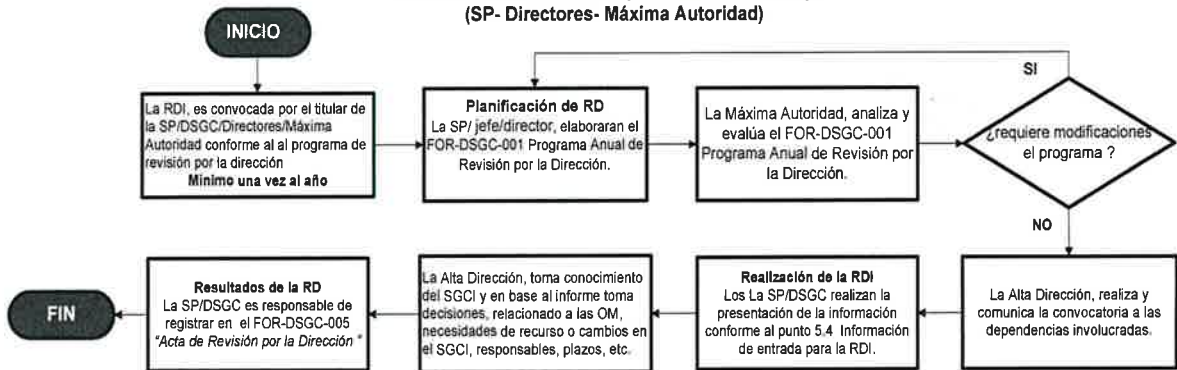 (SP- Directores- Máxima Autoridad)
INICIO
La RDI, es convocada por el titular de
la SP/DSGC/Directores/Máxima
Autoridad conforme al al programa de
revisión por la dirección
Mínimo una vez al año
Planificación de RD
La SP/ jefe/director, elaboraran el
FOR-DSGC-001 Programa Anual de
Revisión por la Dirección.
La Máxima Autoridad, analiza y
evalúa el FOR-DSGC-001
Programa Anual de Revisión por
la Dirección.
SI
¿requiere modificaciones
el programa ?
NO
La Alta Dirección, realiza y
comunica la convocatoria a las
dependencias involucradas.
Realización de la RDI
Los La SP/DSGC realizan la
presentación de la información
conforme al punto 5.4 Información
de entrada para la RDI.
La Alta Dirección, toma conocimiento
del SGCI y en base al informe toma
decisiones, relacionado a las OM,
necesidades de recurso o cambios en
el SGCI, responsables, plazos, etc.
Resultados de la RD
La SP/DSGC es responsable de
registrar en el FOR-DSGC-005
"Acta de Revisión por la Dirección "
FIN